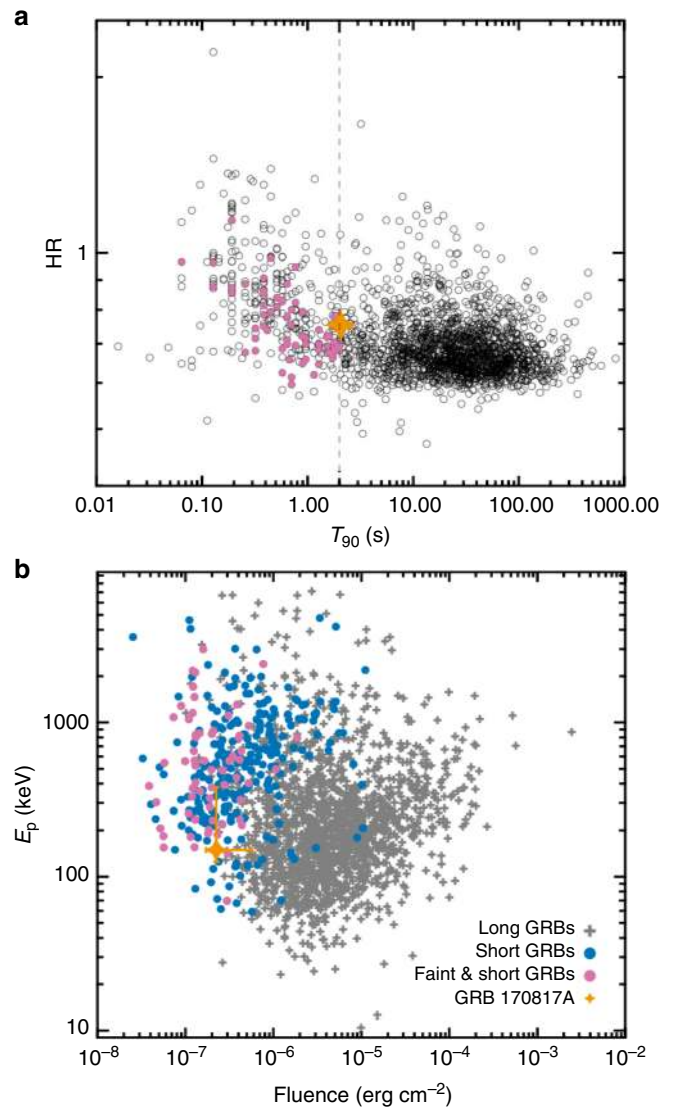 a
HR
1
0.01 0.10 1.00 10.00 100.00 1000.00
T90 (s)
b
Ep (keV)
1000
100
10
Long GRBs
Short GRBs
Faint & short GRBs
GRB 170817A
10⁻⁸ 10⁻⁷ 10⁻⁶ 10⁻⁵ 10⁻⁴ 10⁻³ 10⁻²
Fluence (erg cm⁻²)